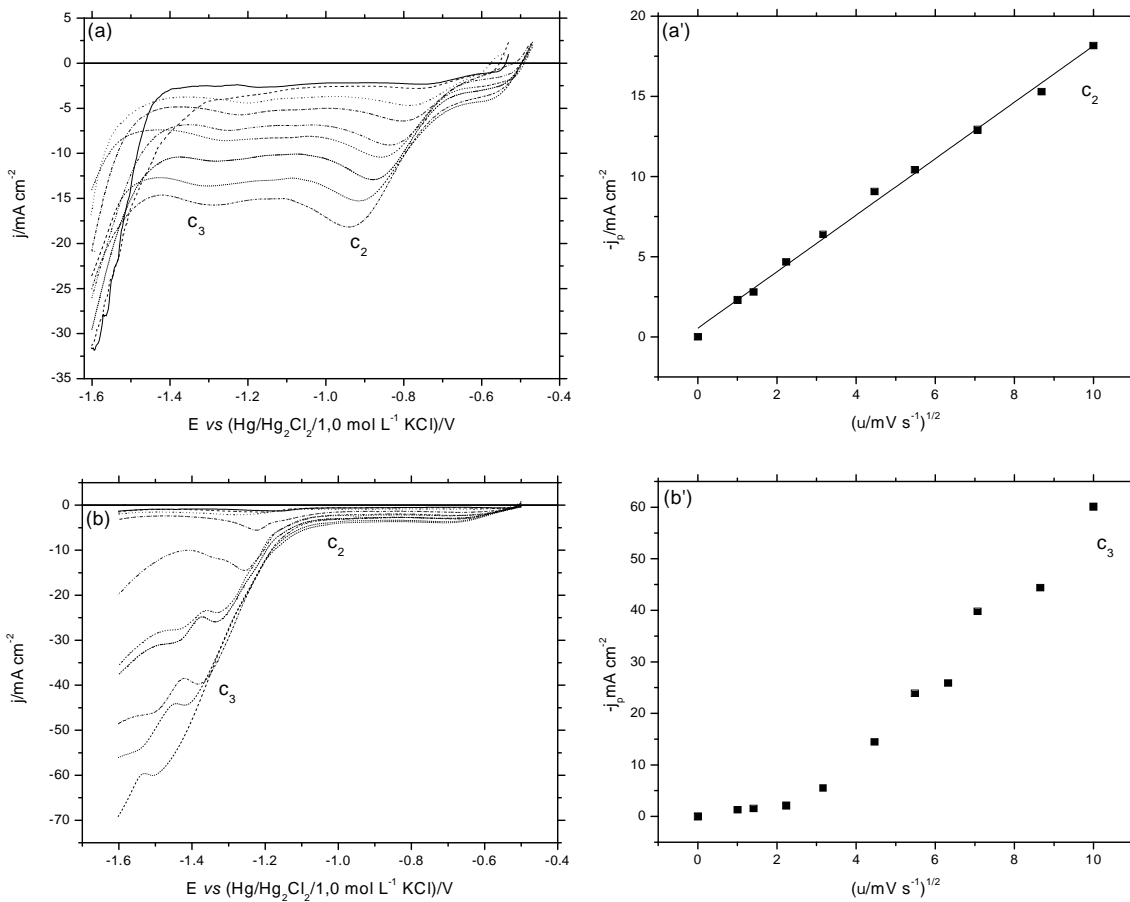 (a)
5
0
-5
-10
-15
-20
-25
-30
-35
j/mA cm⁻²
c₃
c₂
-1.6 -1.4 -1.2 -1.0 -0.8 -0.6 -0.4
E vs (Hg/Hg₂Cl₂/1,0 mol L⁻¹ KCl)/V
(a')
-20
15
10
5
0
-jₚ/mA cm⁻²
c₂
0 2 4 6 8 10
(υ/mV s⁻¹)¹/²
(b)
0
-10
-20
-30
-40
-50
-60
-70
j/mA cm⁻²
c₂
c₃
-1.6 -1.4 -1.2 -1.0 -0.8 -0.6 -0.4
E vs (Hg/Hg₂Cl₂/1,0 mol L⁻¹ KCl)/V
(b')
60
50
40
30
20
10
0
-jₚ mA cm⁻²
c₃
0 2 4 6 8 10
(υ/mV s⁻¹)¹/²